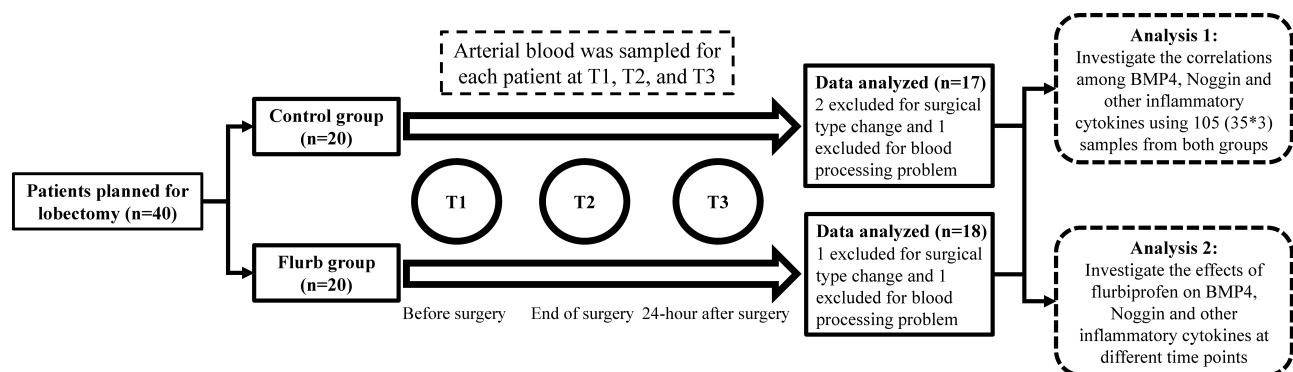 Patients planned for
lobectomy (n=40)
Control group
(n=20)
Flurb group
(n=20)
Arterial blood was sampled for
each patient at T1, T2, and T3
T1
T2
T3
Before surgery
End of surgery
24-hour after surgery
Data analyzed (n=17)
2 excluded for surgical
type change and 1
excluded for blood
processing problem
Data analyzed (n=18)
1 excluded for surgical
type change and 1
excluded for blood
processing problem
Analysis 1:
Investigate the correlations
among BMP4, Noggin and
other inflammatory
cytokines using 105 (35*3)
samples from both groups
Analysis 2:
Investigate the effects of
flurbiprofen on BMP4,
Noggin and other
inflammatory cytokines at
different time points